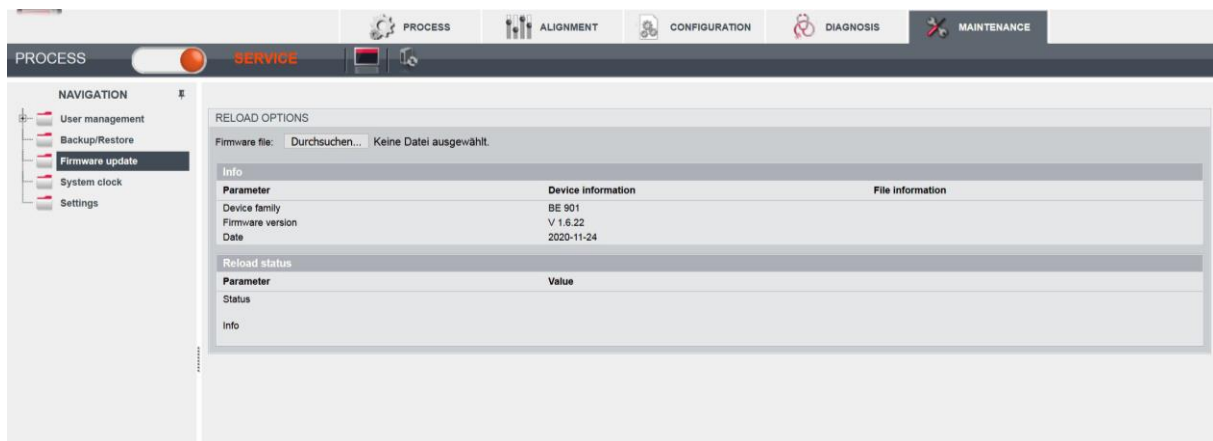 PROCESS ALIGNMENT CONFIGURATION DIAGNOSIS MAINTENANCE
PROCESS SERVICE
NAVIGATION
User management
Backup/Restore
Firmware update
System clock
Settings
RELOAD OPTIONS
Firmware file: Durchsuchen... Keine Datei ausgewählt.
Info
Parameter Device information File information
Device family BE 901
Firmware version V 1.6.22
Date 2020-11-24
Reload status
Parameter Value
Status
Info